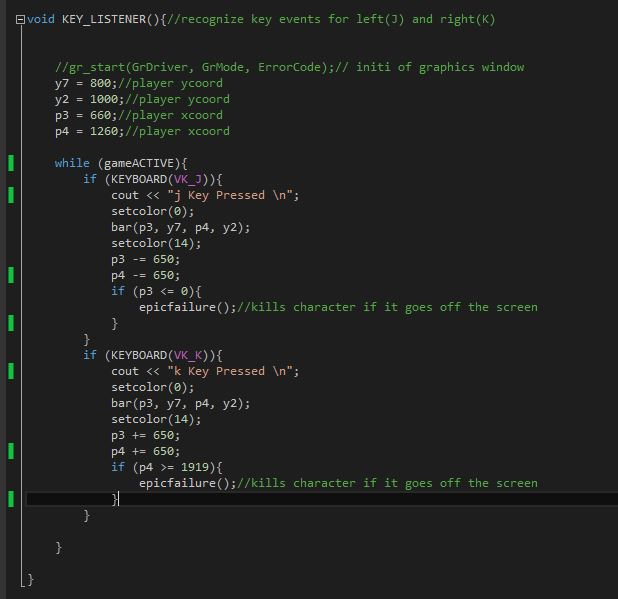 void KEY_LISTENER(){//recognize key events for left(J) and right(K)
//gr_start(GrDriver, GrMode, ErrorCode);// initi of graphics window
y7 = 800;//player ycoord
y2 = 1000;//player ycoord
p3 = 660;//player xcoord
p4 = 1260;//player xcoord
while (gameACTIVE){
if (KEYBOARD(VK_J)){
cout << "j Key Pressed \n";
setcolor(0);
bar(p3, y7, p4, y2);
setcolor(14);
p3 -= 650;
p4 -= 650;
if (p3 <= 0){
epicfailure();//kills character if it goes off the screen
}
}
if (KEYBOARD(VK_K)){
cout << "k Key Pressed \n";
setcolor(0);
bar(p3, y7, p4, y2);
setcolor(14);
p3 += 650;
p4 += 650;
if (p4 >= 1919){
epicfailure();//kills character if it goes off the screen
}
}
}
}